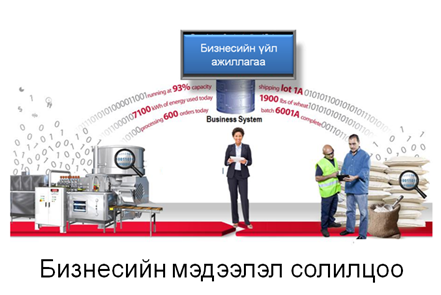 Бизнесийн үйл
ажиллагаа
running at 93% capacity
7100 kWh of energy used today
processing 600 orders today
shipping lot 1A
1900 lbs of wheat
batch 6001A complete
Business System
Бизнесийн мэдээлэл солилцоо